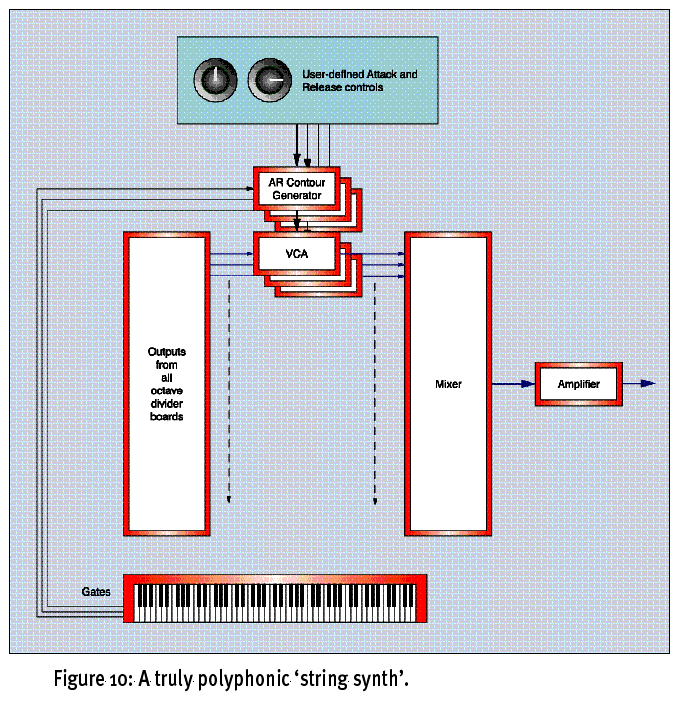 User-defined Attack and
Release controls
AR Contour
Generator
VCA
Outputs
from
all
octave
divider
boards
Mixer
Amplifier
Gates
Figure 10: A truly polyphonic ‘string synth’.